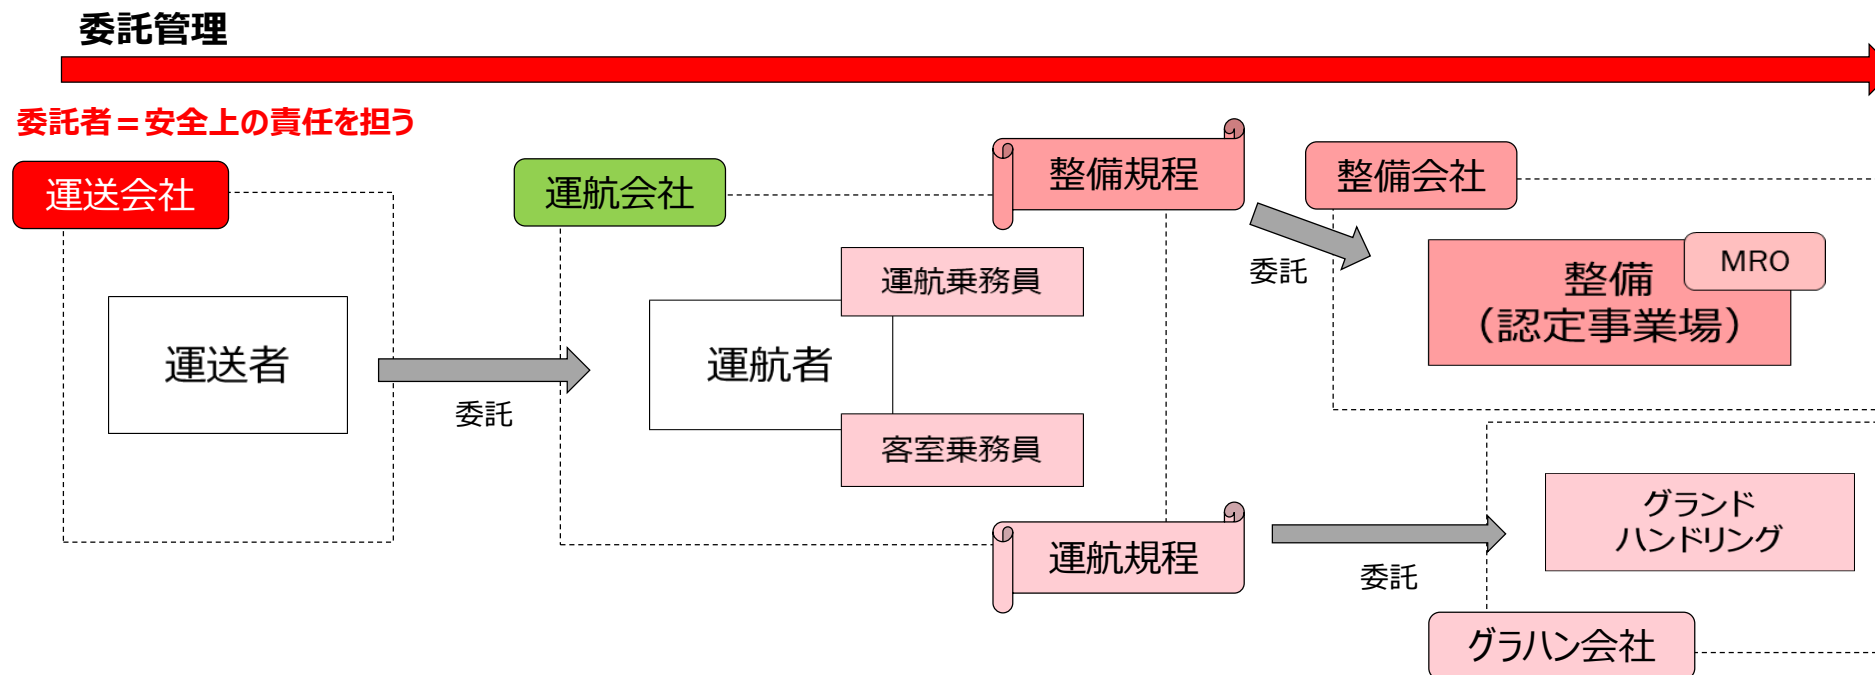 委託管理
委託者＝安全上の責任を担う
運送会社
運航会社
整備規程
整備会社
運航乗務員
委託
整備
（認定事業場）
MRO
運送者
委託
運航者
客室乗務員
運航規程
委託
グランド
ハンドリング
グラハン会社